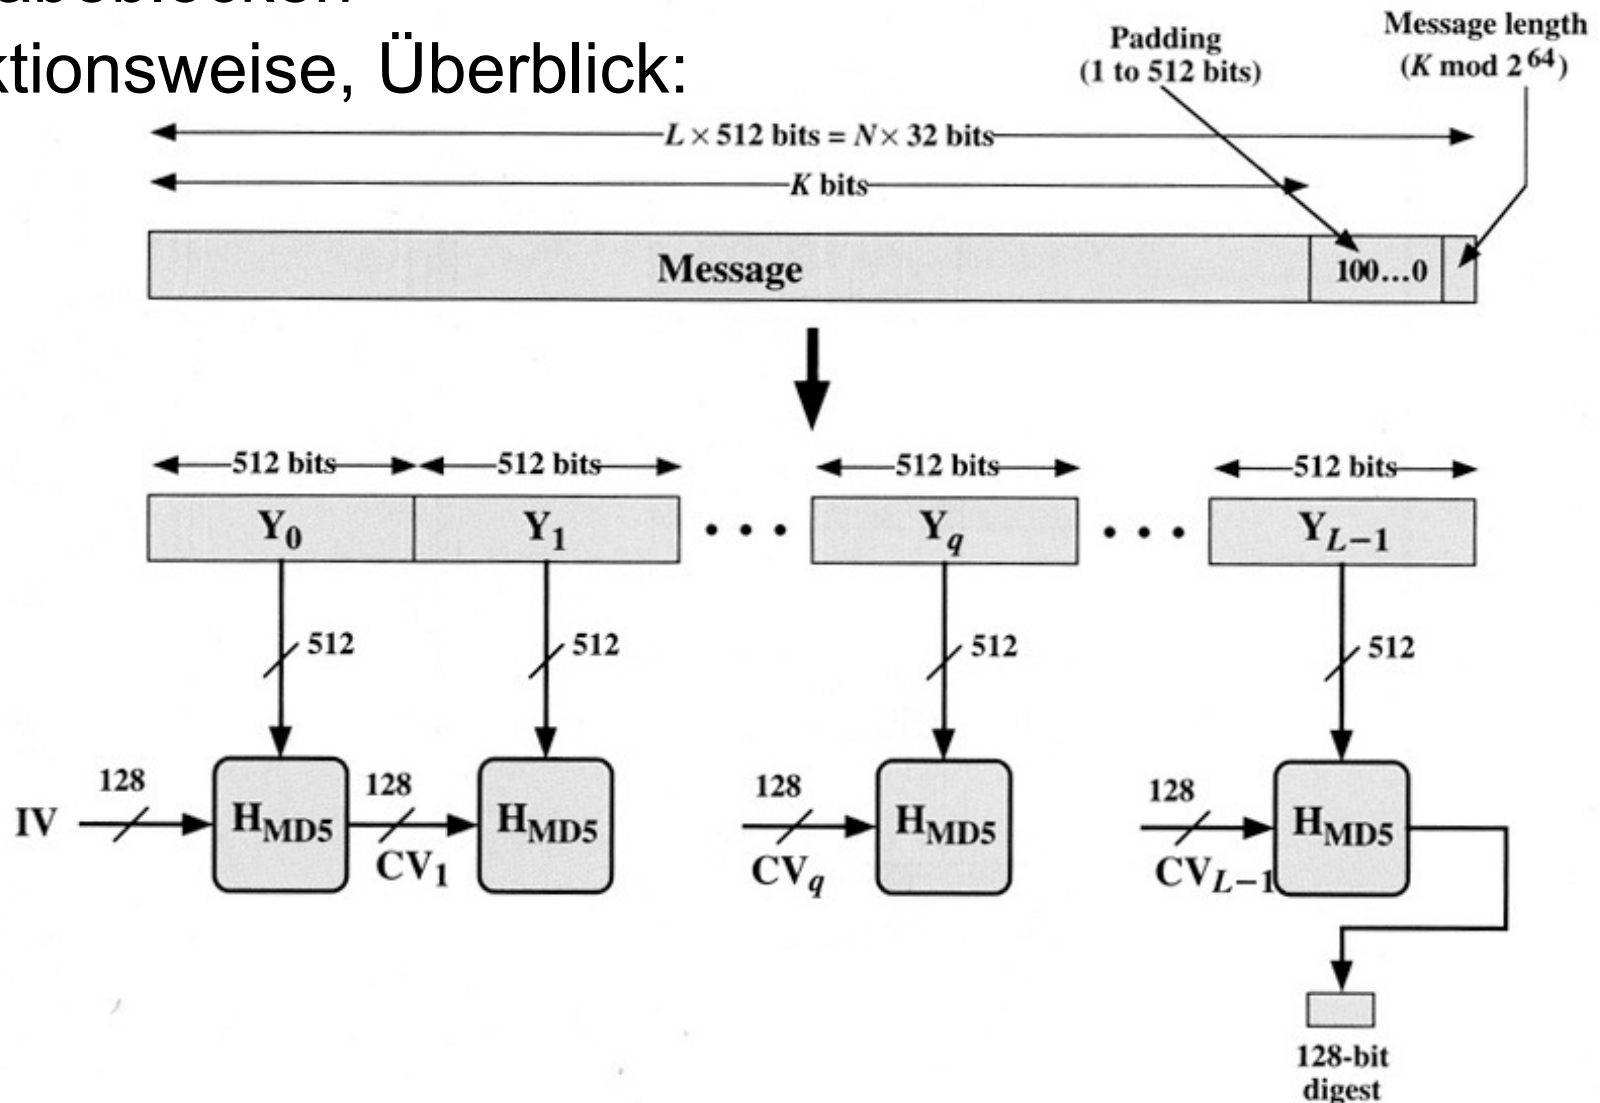 ktionsweise, Überblick:
Padding
(1 to 512 bits)
Message length
(K mod 2^64)
L × 512 bits = N × 32 bits
K bits
Message
100...0
512 bits 512 bits 512 bits 512 bits
Y0 Y1 • • • Yq • • • YL−1
512 512 512 512
128 128 128 128
IV HMD5 HMD5 HMD5 HMD5
CV1 CVq CVL−1
128-bit
digest